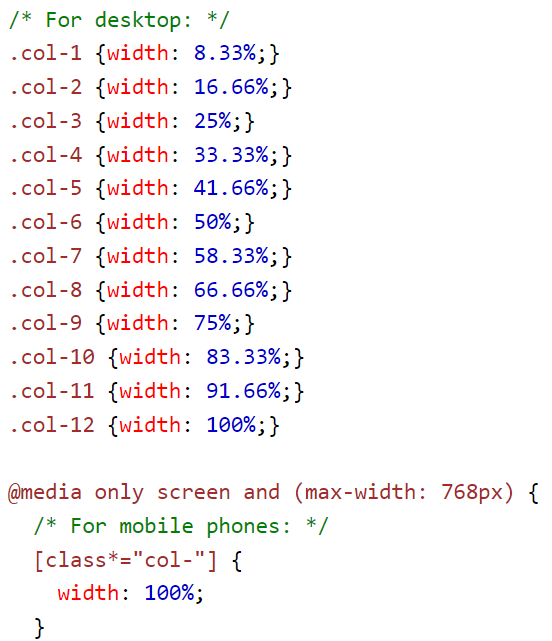 /* For desktop: */
.col-1 {width: 8.33%;}
.col-2 {width: 16.66%;}
.col-3 {width: 25%;}
.col-4 {width: 33.33%;}
.col-5 {width: 41.66%;}
.col-6 {width: 50%;}
.col-7 {width: 58.33%;}
.col-8 {width: 66.66%;}
.col-9 {width: 75%;}
.col-10 {width: 83.33%;}
.col-11 {width: 91.66%;}
.col-12 {width: 100%;}

@media only screen and (max-width: 768px) {
  /* For mobile phones: */
  [class*="col-"] {
    width: 100%;
  }